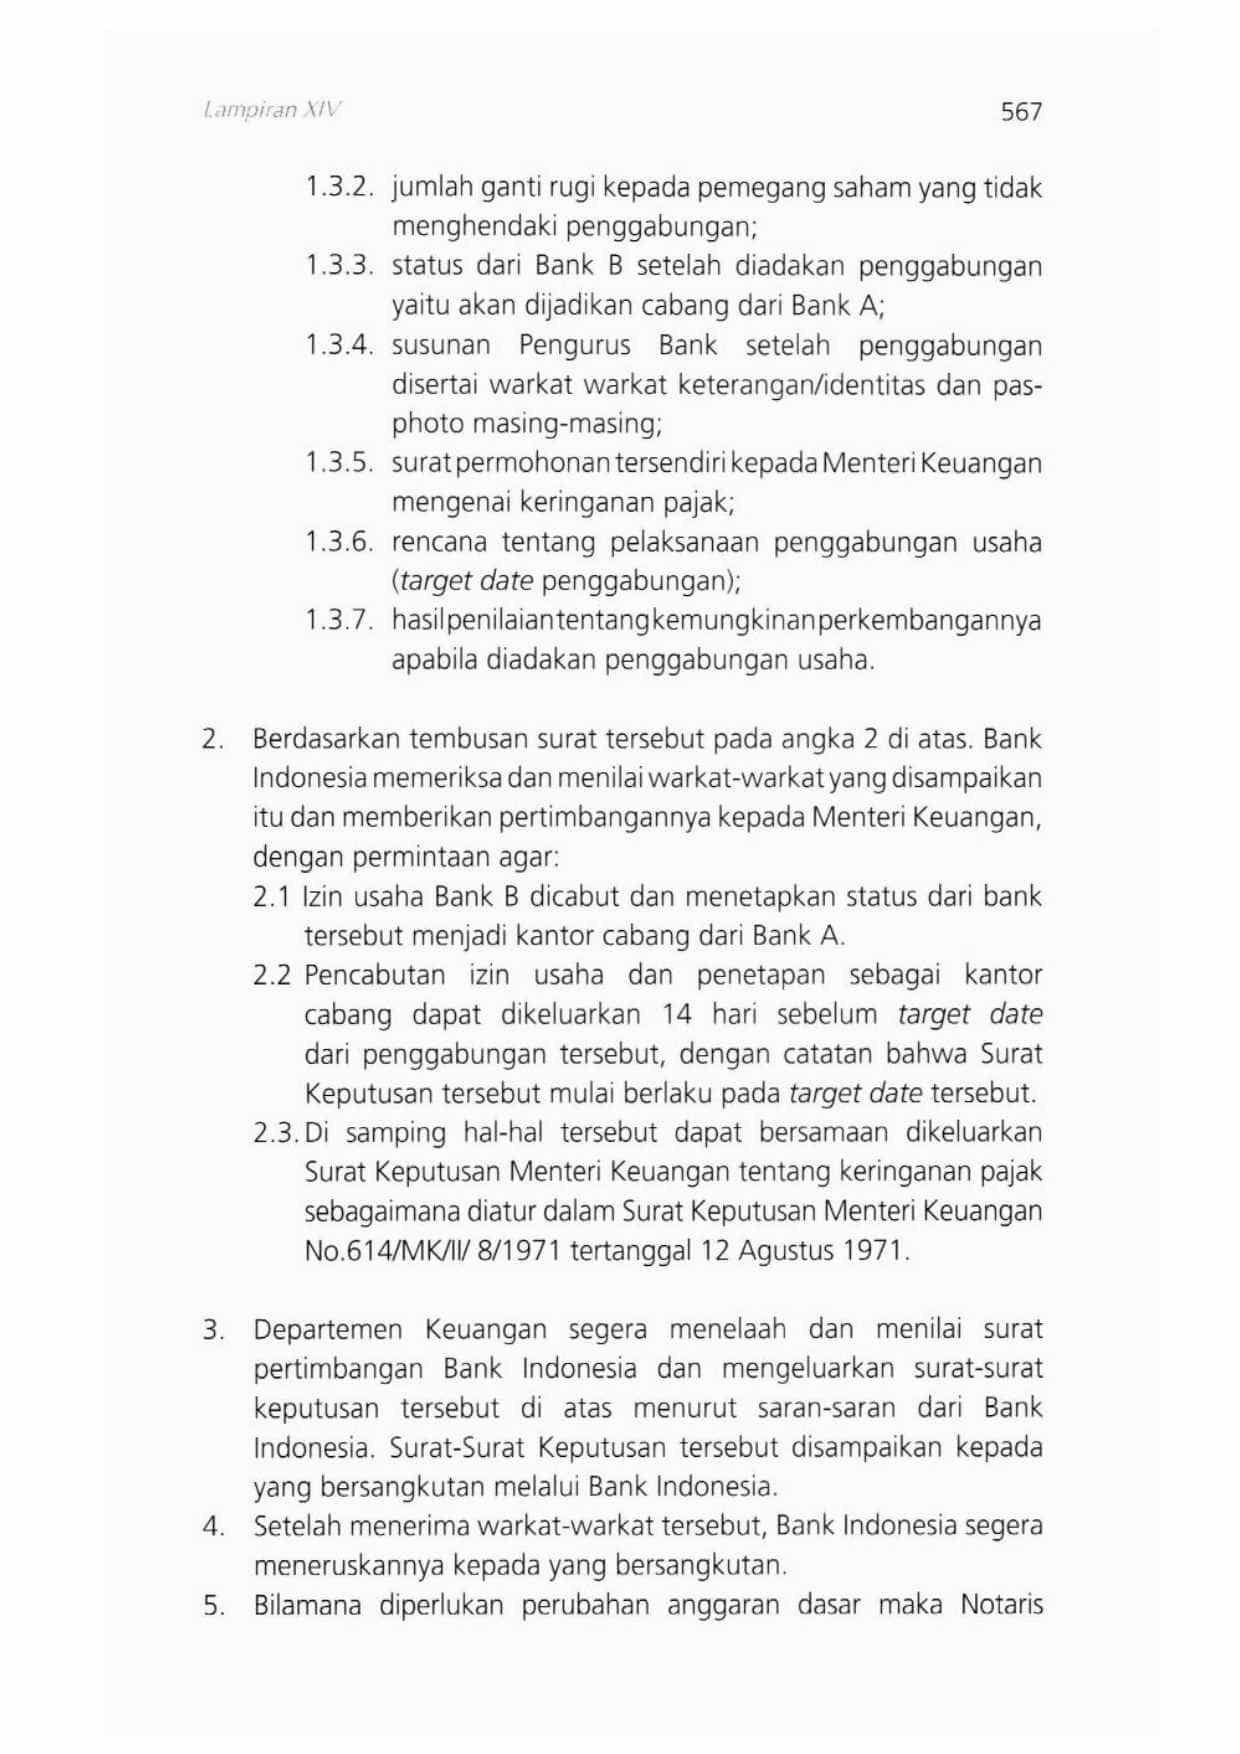 Lampiran XIV 567
1.3.2. jumlah ganti rugi kepada pemegang saham yang tidak
menghendaki penggabungan;
1.3.3. status dari Bank B setelah diadakan penggabungan
yaitu akan dijadikan cabang dari Bank A;
1.3.4. susunan Pengurus Bank setelah penggabungan
disertai warkat warkat keterangan/identitas dan pas-
photo masing-masing;
1.3.5. surat permohonan tersendiri kepada Menteri Keuangan
mengenai keringanan pajak;
1.3.6. rencana tentang pelaksanaan penggabungan usaha
(target date penggabungan);
1.3.7. hasil penilaian tentang kemungkinan perkembangannya
apabila diadakan penggabungan usaha.
2. Berdasarkan tembusan surat tersebut pada angka 2 di atas. Bank
Indonesia memeriksa dan menilai warkat-warkat yang disampaikan
itu dan memberikan pertimbangannya kepada Menteri Keuangan,
dengan permintaan agar:
2.1 Izin usaha Bank B dicabut dan menetapkan status dari bank
tersebut menjadi kantor cabang dari Bank A.
2.2 Pencabutan izin usaha dan penetapan sebagai kantor
cabang dapat dikeluarkan 14 hari sebelum target date
dari penggabungan tersebut, dengan catatan bahwa Surat
Keputusan tersebut mulai berlaku pada target date tersebut.
2.3. Di samping hal-hal tersebut dapat bersamaan dikeluarkan
Surat Keputusan Menteri Keuangan tentang keringanan pajak
sebagaimana diatur dalam Surat Keputusan Menteri Keuangan
No.614/MK/II/ 8/1971 tertanggal 12 Agustus 1971.
3. Departemen Keuangan segera menelaah dan menilai surat
pertimbangan Bank Indonesia dan mengeluarkan surat-surat
keputusan tersebut di atas menurut saran-saran dari Bank
Indonesia. Surat-Surat Keputusan tersebut disampaikan kepada
yang bersangkutan melalui Bank Indonesia.
4. Setelah menerima warkat-warkat tersebut, Bank Indonesia segera
meneruskannya kepada yang bersangkutan.
5. Bilamana diperlukan perubahan anggaran dasar maka Notaris